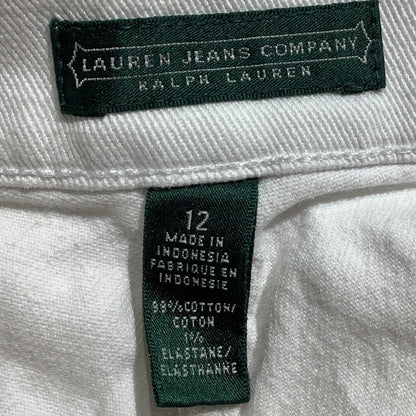 LAUREN JEANS COMPANY
RALPH LAUREN
12
MADE IN
INDONESIA
FABRIQUE EN
INDONESIE
99%COTTON/
COTON
1%
ELASTANE/
ELASTHANNE